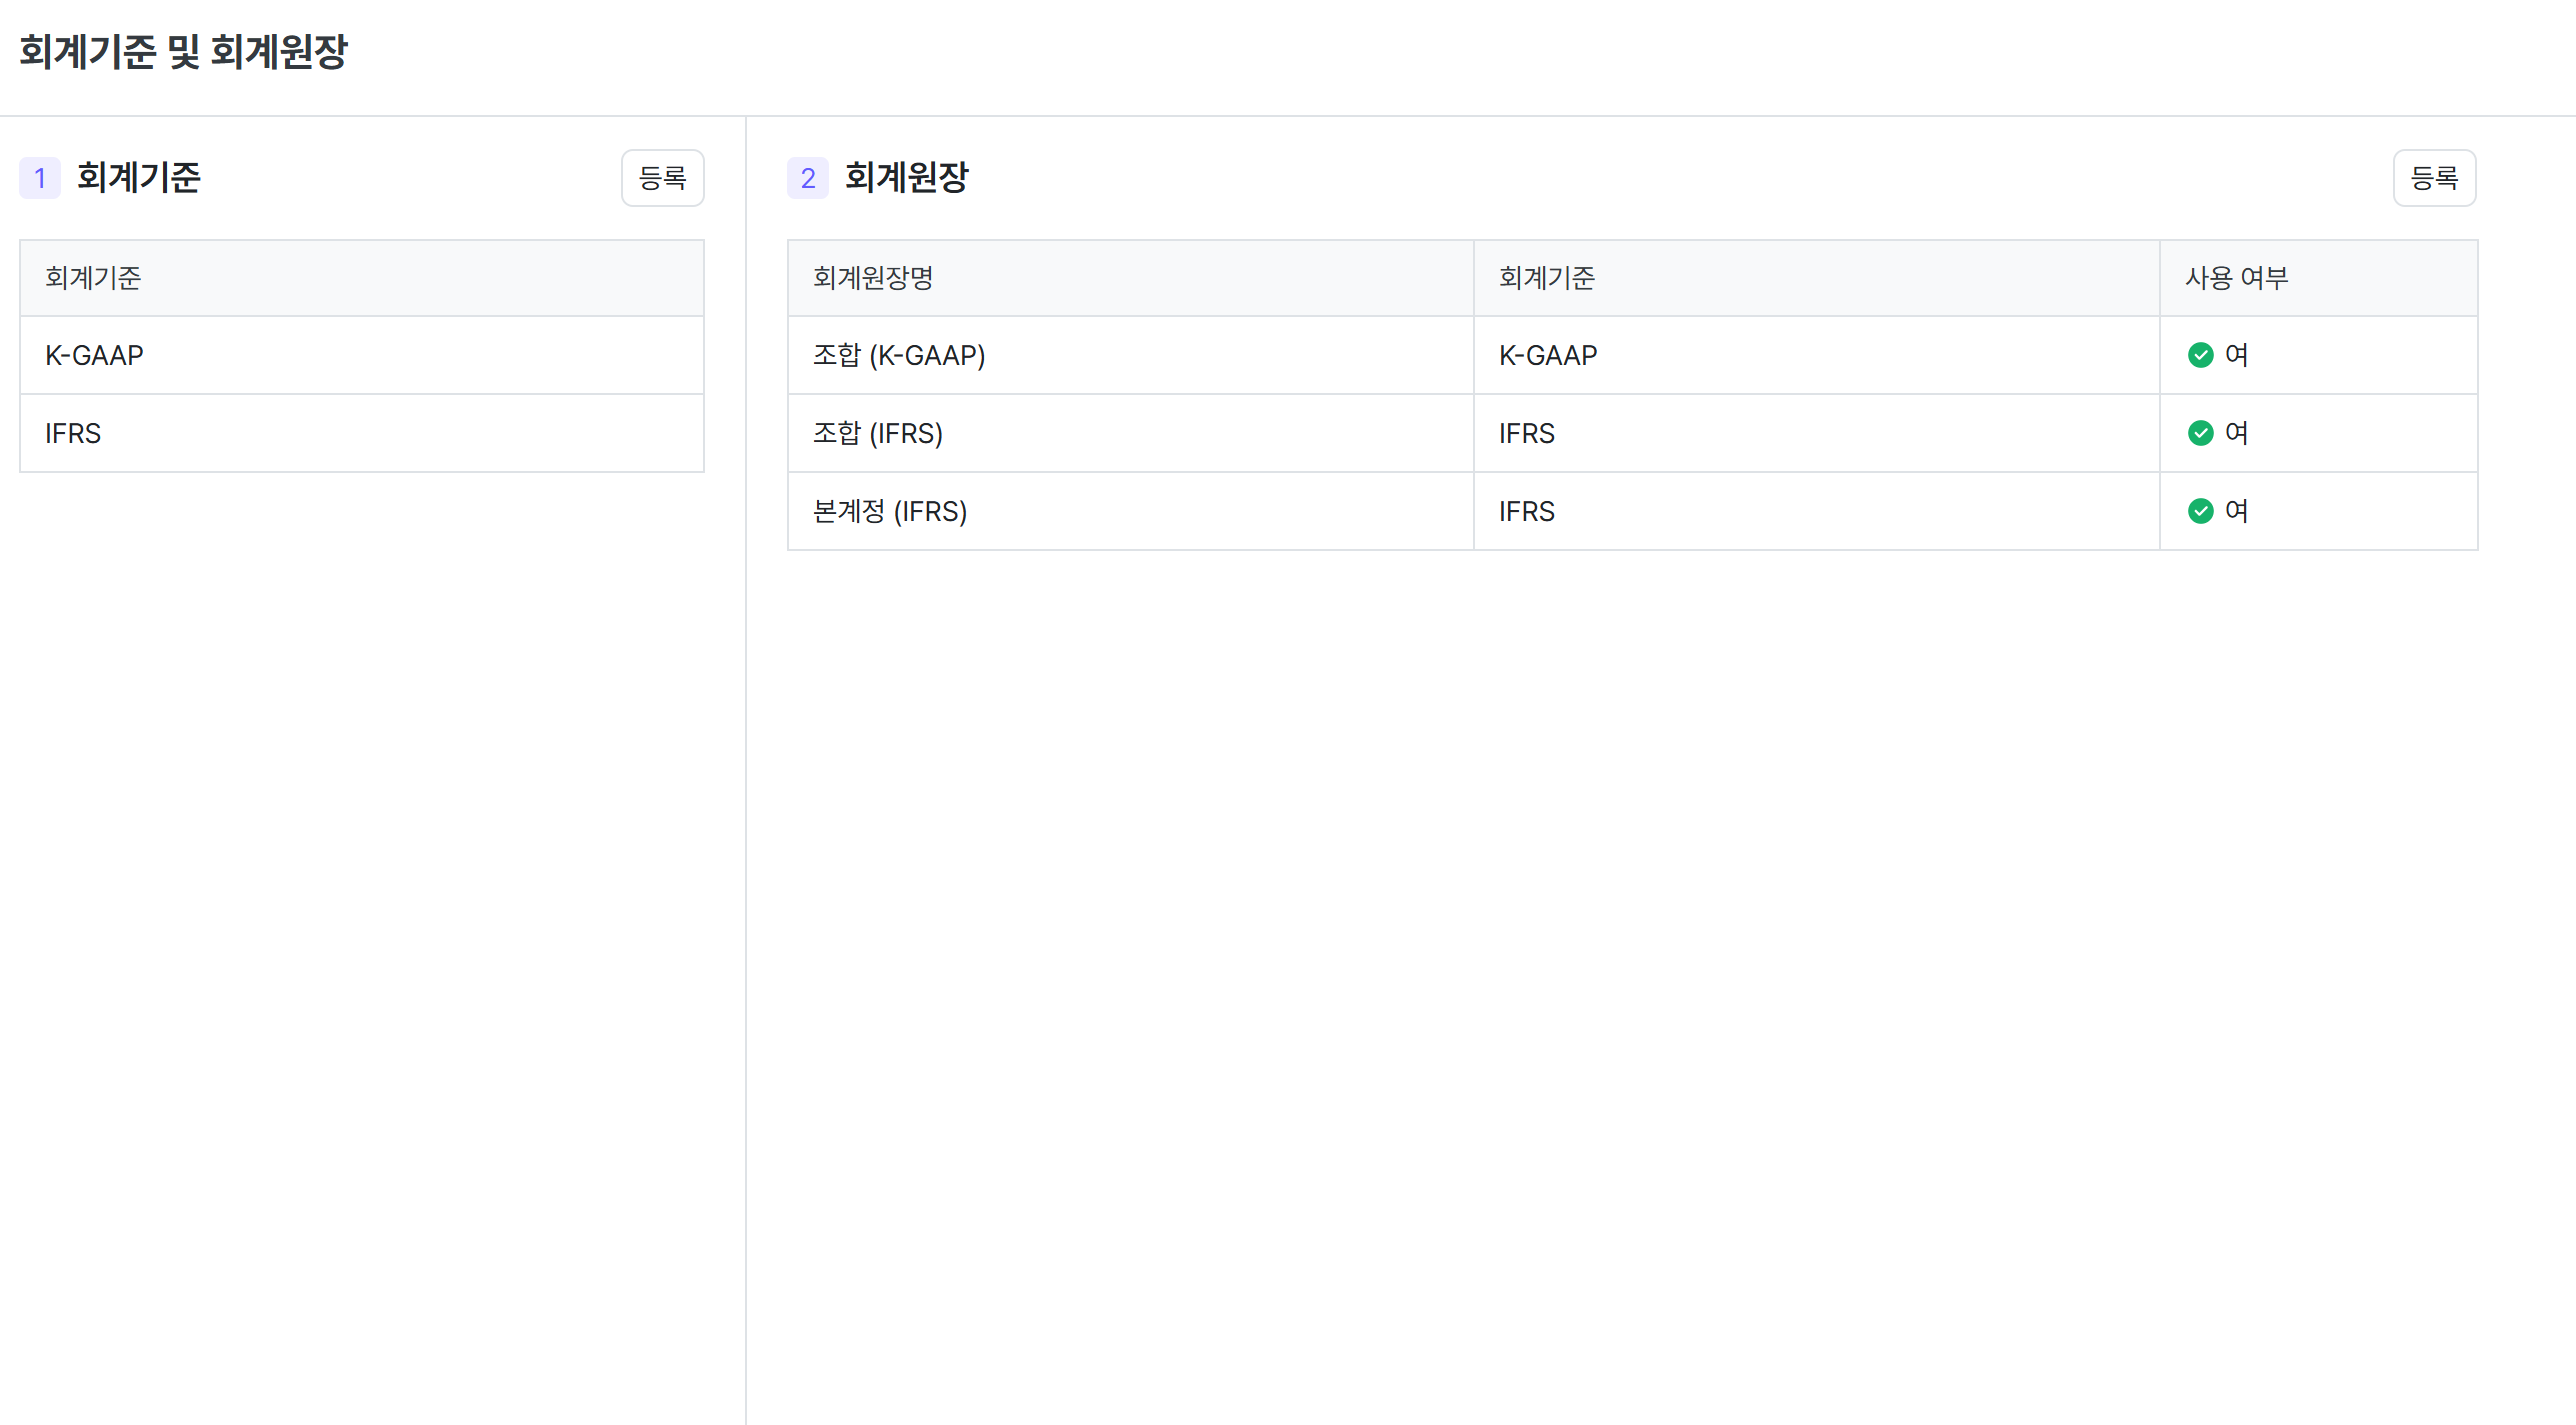 회계기준 및 회계원장
1 회계기준 등록
회계기준
K-GAAP
IFRS
2 회계원장 등록
회계원장명 회계기준 사용 여부
조합 (K-GAAP) K-GAAP 여
조합 (IFRS) IFRS 여
본계정 (IFRS) IFRS 여